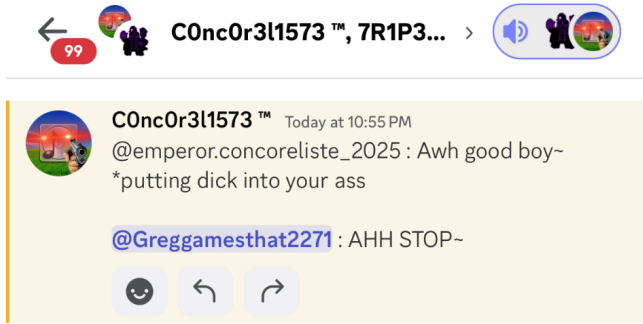 99
C0nc0r3l1573 ™, 7R1P3... >
C0nc0r3l1573 ™ Today at 10:55 PM
@emperor.concoreliste_2025 : Awh good boy~
*putting dick into your ass
@Greggamesthat2271 : AHH STOP~